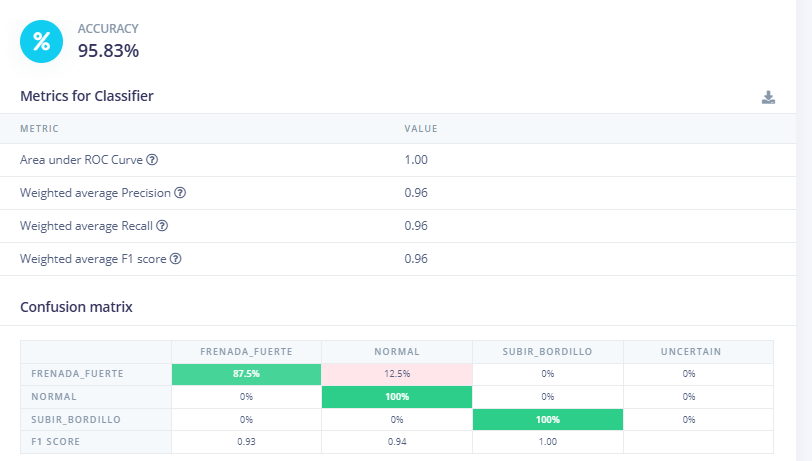 %
ACCURACY
95.83%
Metrics for Classifier
METRIC VALUE
Area under ROC Curve ? 1.00
Weighted average Precision ? 0.96
Weighted average Recall ? 0.96
Weighted average F1 score ? 0.96
Confusion matrix
FRENADA_FUERTE NORMAL SUBIR_BORDILLO UNCERTAIN
FRENADA_FUERTE 87.5% 12.5% 0% 0%
NORMAL 0% 100% 0% 0%
SUBIR_BORDILLO 0% 0% 100% 0%
F1 SCORE 0.93 0.94 1.00